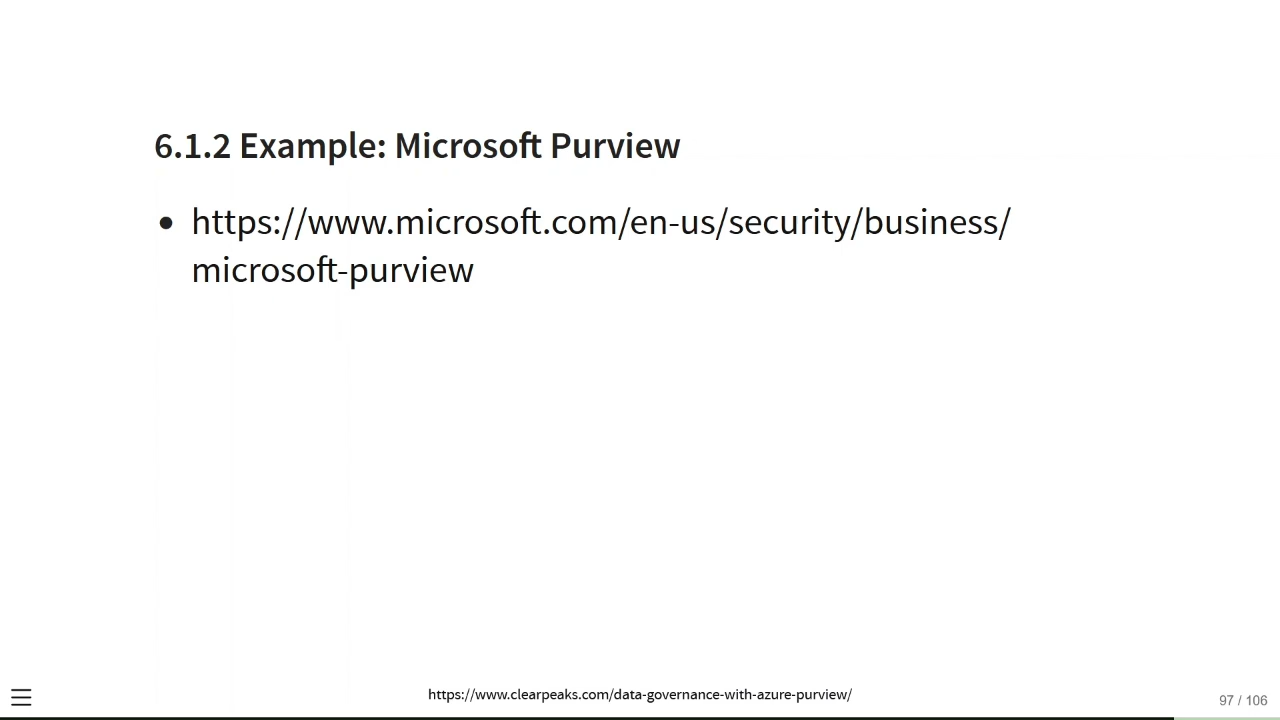 6.1.2 Example: Microsoft Purview
• https://www.microsoft.com/en-us/security/business/
microsoft-purview
https://www.clearpeaks.com/data-governance-with-azure-purview/
97 / 106